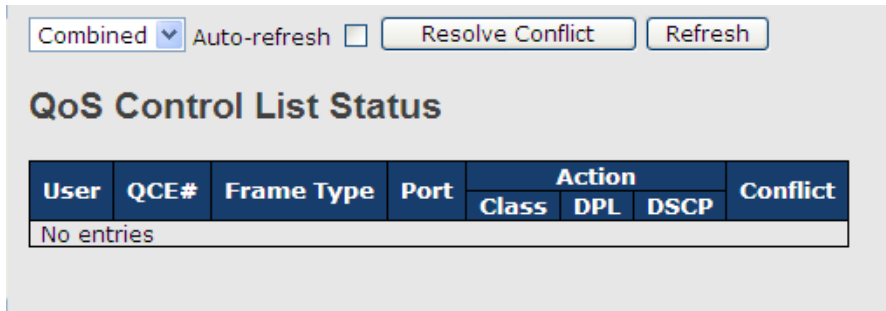 Combined Auto-refresh Resolve Conflict Refresh
QoS Control List Status
User QCE# Frame Type Port Action Conflict
Class DPL DSCP
No entries